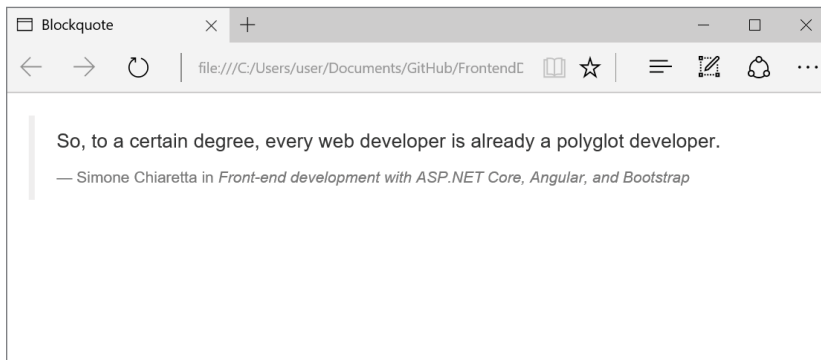 Blockquote
file:///C:/Users/user/Documents/GitHub/FrontendD
So, to a certain degree, every web developer is already a polyglot developer.
— Simone Chiaretta in Front-end development with ASP.NET Core, Angular, and Bootstrap